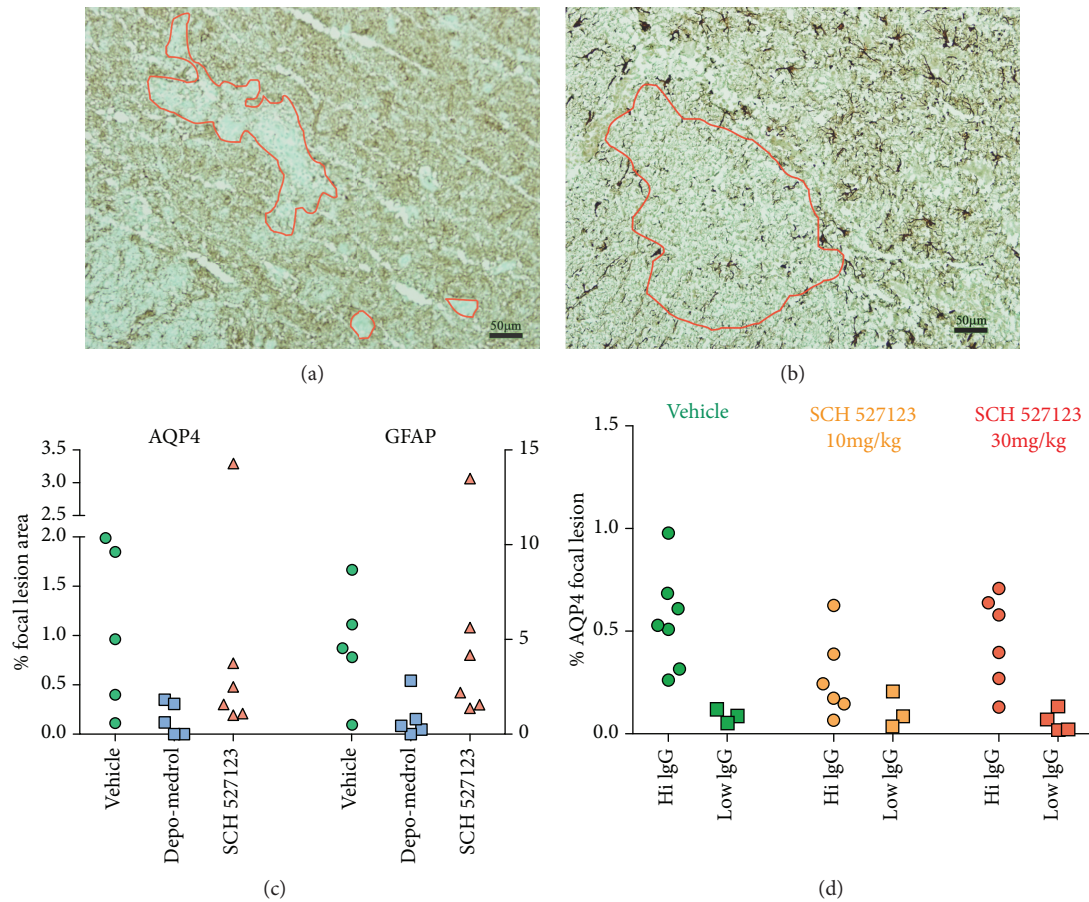 50μm
50μm
(a)
(b)
AQP4
GFAP
% focal lesion area
3.5
3.0
2.5
2.0
1.5
1.0
0.5
0.0
15
10
5
0
Vehicle
Depo-medrol
SCH 527123
Vehicle
Depo-medrol
SCH 527123
(c)
Vehicle
SCH 527123
10mg/kg
SCH 527123
30mg/kg
% AQP4 focal lesion
1.5
1.0
0.5
0.0
Hi IgG
Low IgG
Hi IgG
Low IgG
Hi IgG
Low IgG
(d)